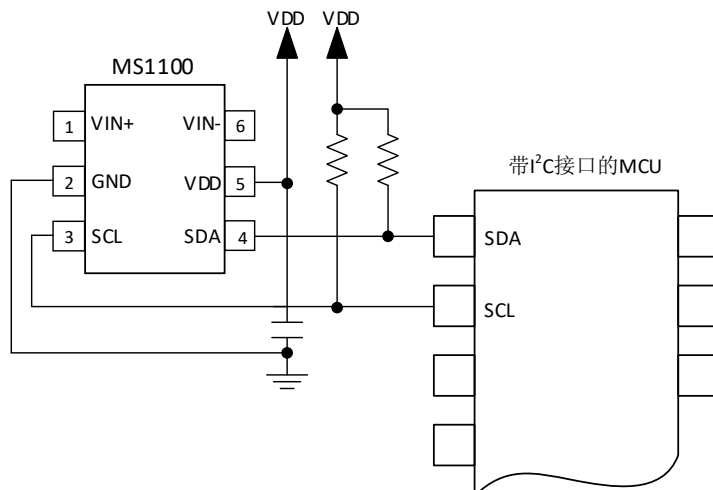 VDD VDD
MS1100
1 VIN+ VIN- 6
2 GND VDD 5
3 SCL SDA 4
带I²C接口的MCU
SDA
SCL